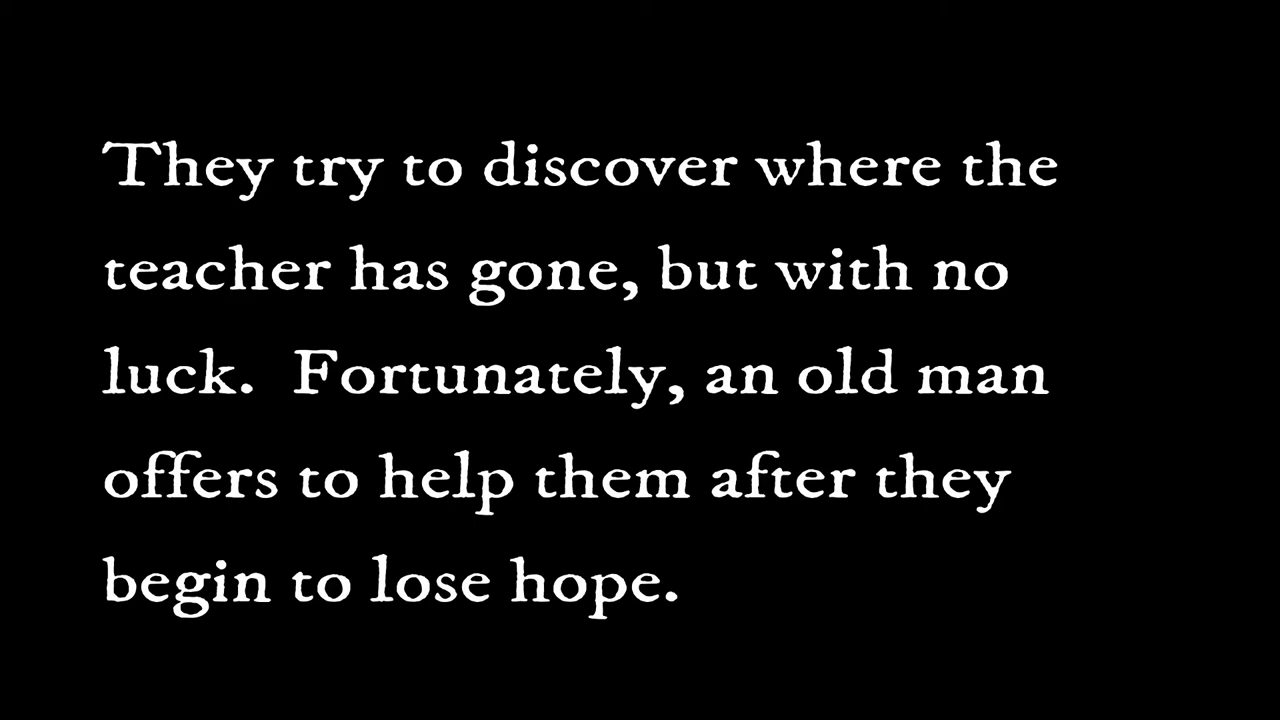 They try to discover where the
teacher has gone, but with no
luck.  Fortunately, an old man
offers to help them after they
begin to lose hope.